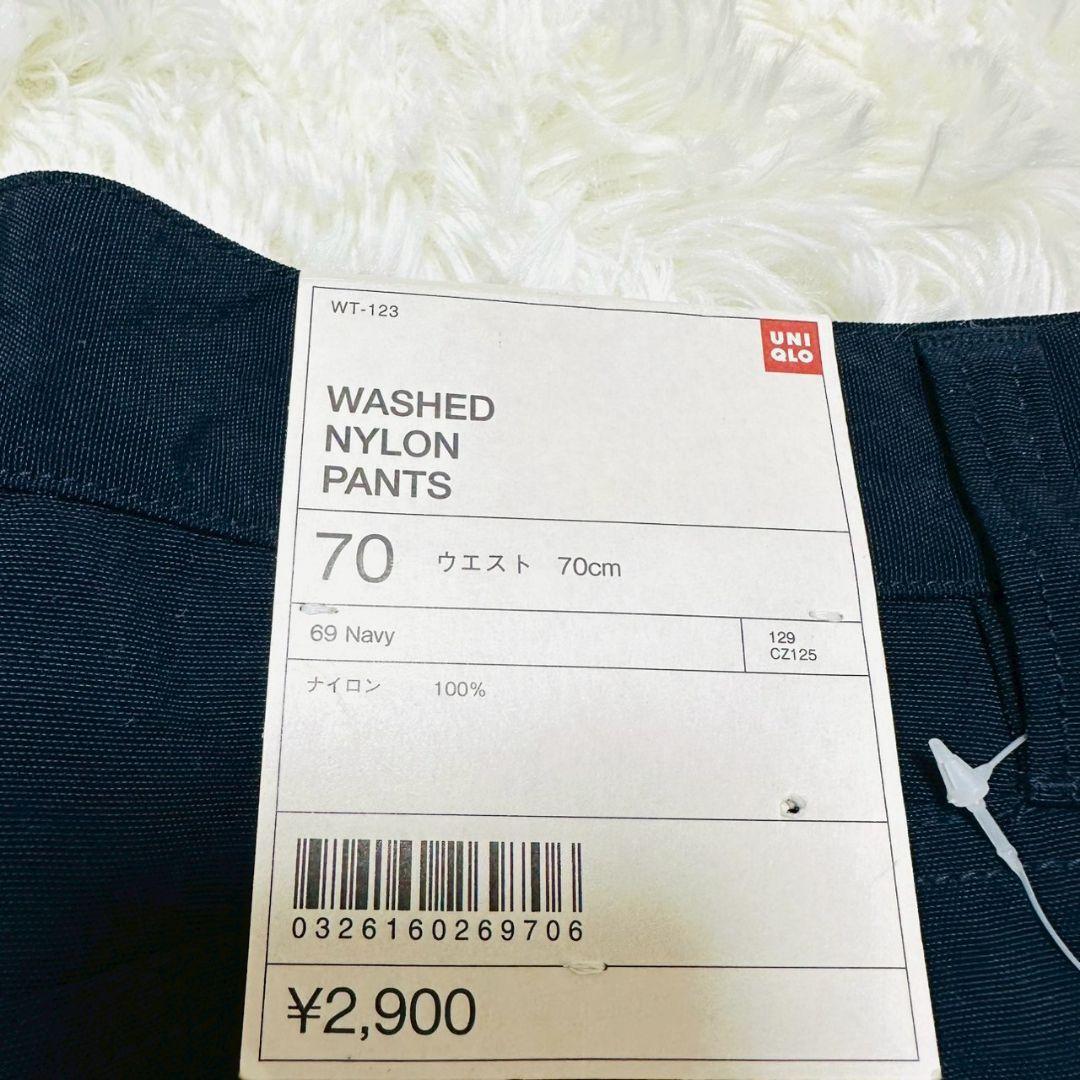 WT-123
UNI
QLO
WASHED
NYLON
PANTS
70 ウエスト 70cm
69 Navy
129
CZ125
ナイロン 100%
0326160269706
¥2,900